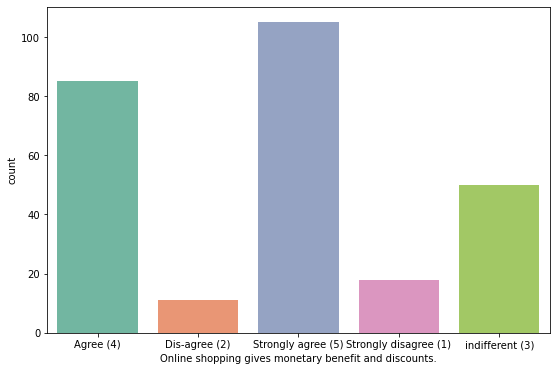 100
80
60
40
20
0
count
Agree (4) Dis-agree (2) Strongly agree (5) Strongly disagree (1) indifferent (3)
Online shopping gives monetary benefit and discounts.